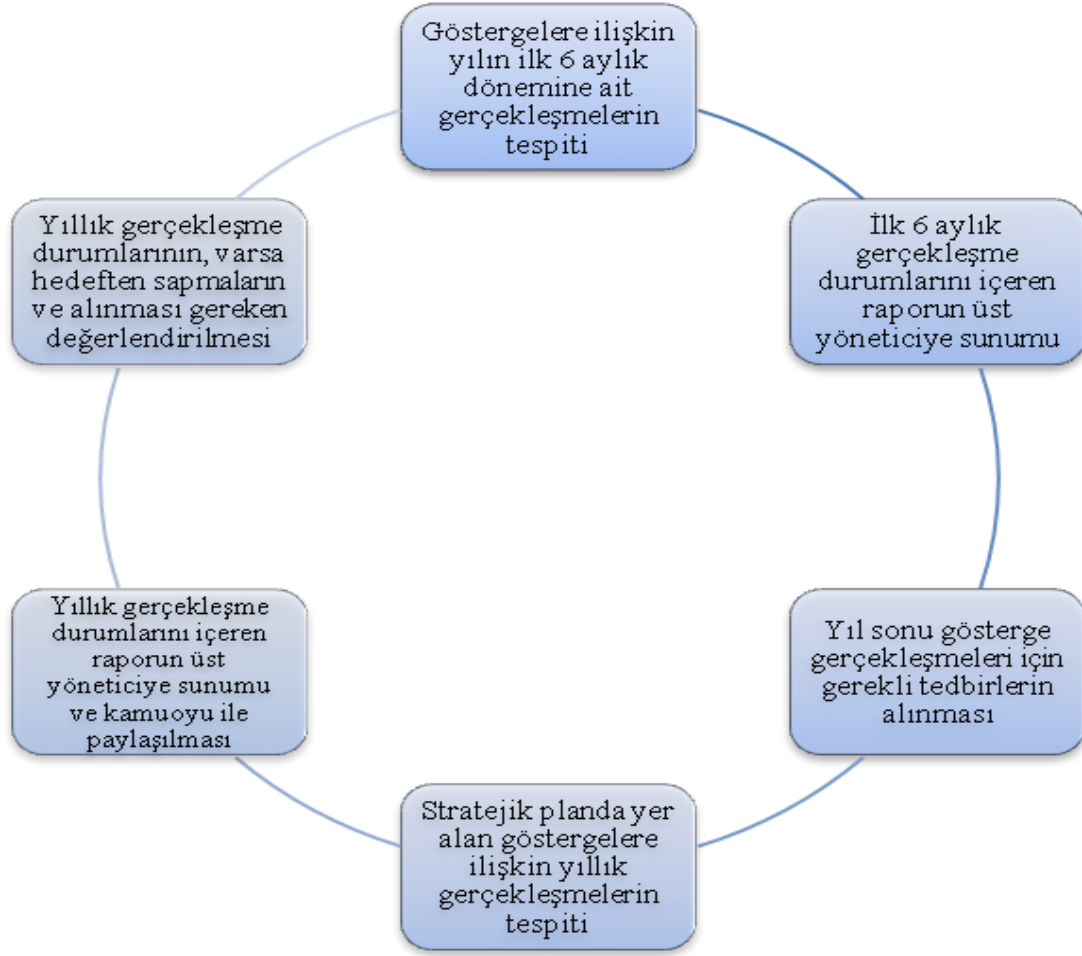 Göstergelere ilişkin
yılın ilk 6 aylık
dönemine ait
gerçekleşmelerin
tespiti
İlk 6 aylık
gerçekleşme
durumlarını içeren
raporun üst
yöneticiye sunumu
Yıl sonu gösterge
gerçekleşmeleri için
gerekli tedbirlerin
alınması
Stratejik planda yer
alan göstergelere
ilişkin yıllık
gerçekleşmelerin
tespiti
Yıllık gerçekleşme
durumlarını içeren
raporun üst
yöneticiye sunumu
ve kamuoyu ile
paylaşılması
Yıllık gerçekleşme
durumlarının, varsa
hedeften sapmaların
ve alınması gereken
değerlendirilmesi